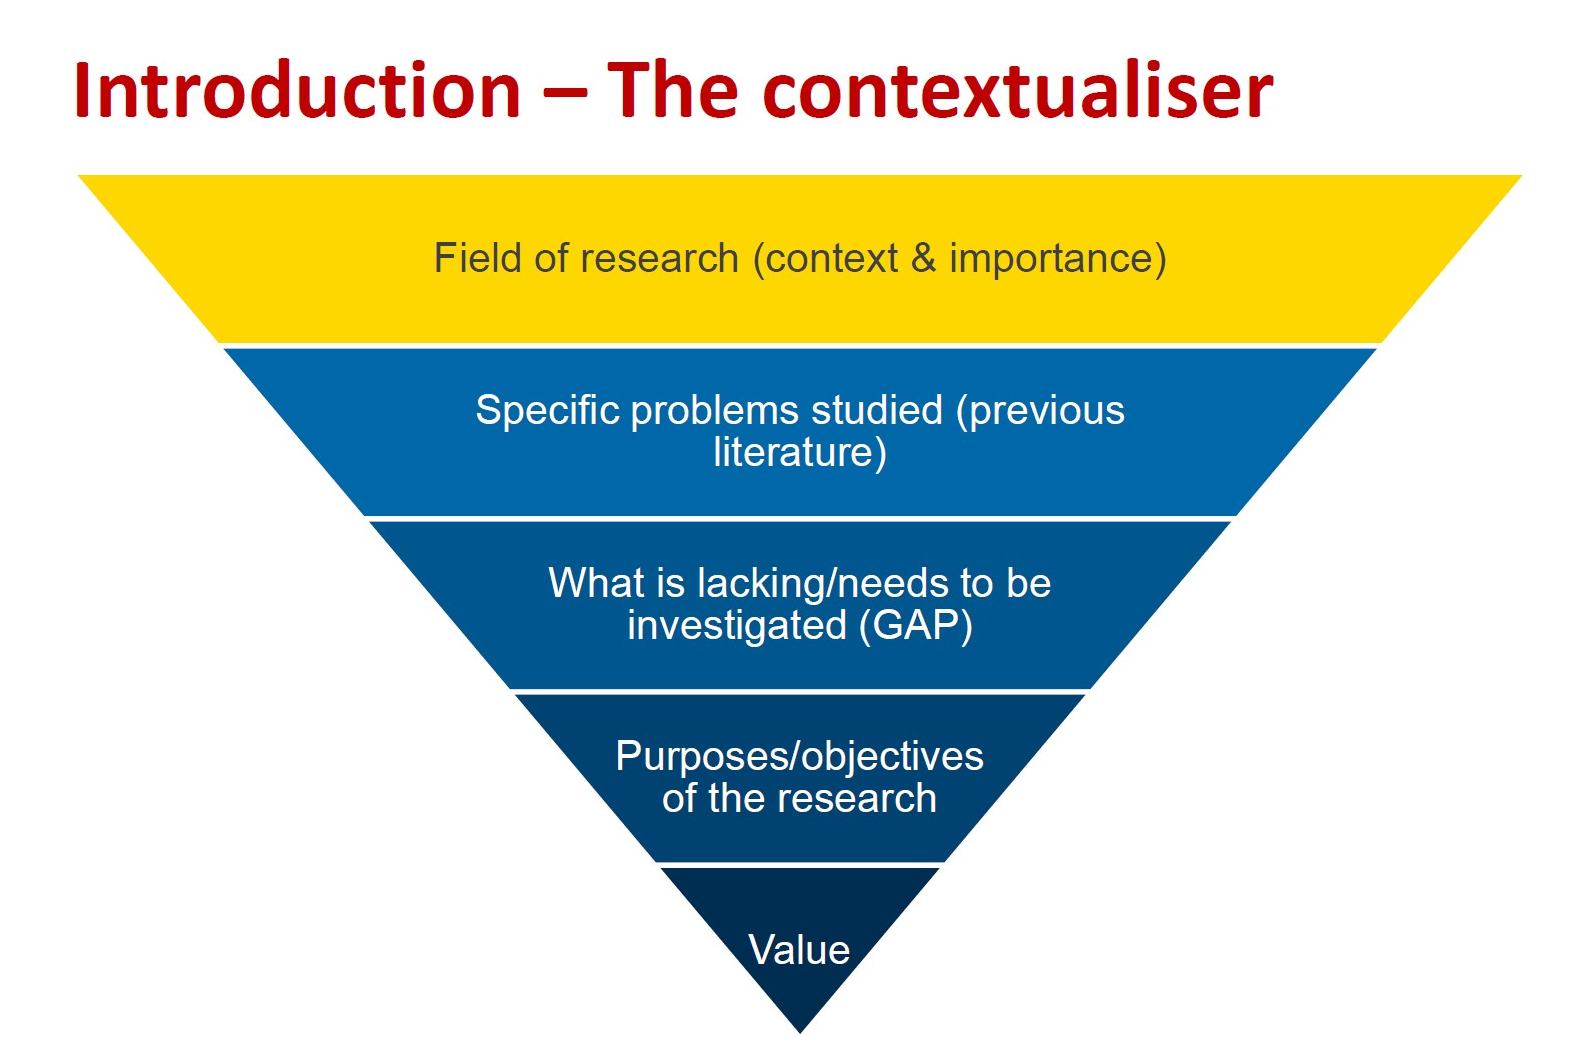 Introduction – The contextualiser
Field of research (context & importance)
Specific problems studied (previous
literature)
What is lacking/needs to be
investigated (GAP)
Purposes/objectives
of the research
Value